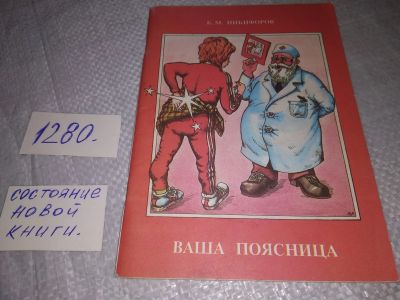 Б. М. НИКИФОРОВ
1280.
состояние
новой
книги.
ВАША ПОЯСНИЦА